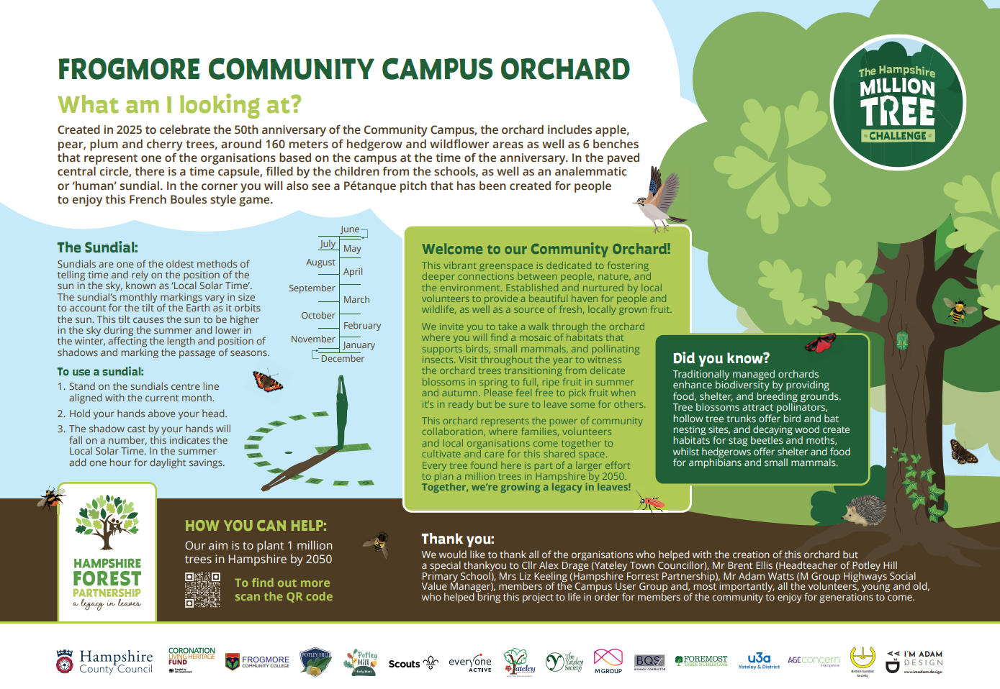 FROGMORE COMMUNITY CAMPUS ORCHARD
What am I looking at?
Created in 2025 to celebrate the 50th anniversary of the Community Campus, the orchard includes apple,
pear, plum and cherry trees, around 160 meters of hedgerow and wildflower areas as well as 6 benches
that represent one of the organisations based on the campus at the time of the anniversary. In the paved
central circle, there is a time capsule, filled by the children from the schools, as well as an analemmatic
or ‘human’ sundial. In the corner you will also see a Pétanque pitch that has been created for people
to enjoy this French Boules style game.
The Hampshire
MILLION
TREE
CHALLENGE
The Sundial:
Sundials are one of the oldest methods of
telling time and rely on the position of the
sun in the sky, known as ‘Local Solar Time’.
The sundial’s monthly markings vary in size
to account for the tilt of the Earth as it orbits
the sun. This tilt causes the sun to be higher
in the sky during the summer and lower in
the winter, affecting the length and position of
shadows and marking the passage of seasons.
To use a sundial:
1. Stand on the sundials centre line
aligned with the current month.
2. Hold your hands above your head.
3. The shadow cast by your hands will
fall on a number, this indicates the
Local Solar Time. In the summer
add one hour for daylight savings.
June
July
May
August
April
September
March
October
February
November
January
December
Welcome to our Community Orchard!
This vibrant greenspace is dedicated to fostering
deeper connections between people, nature, and
the environment. Established and nurtured by local
volunteers to provide a beautiful haven for people and
wildlife, as well as a source of fresh, locally grown fruit.
We invite you to take a walk through the orchard
where you will find a mosaic of habitats that
supports birds, small mammals, and pollinating
insects. Visit throughout the year to witness
the orchard trees transitioning from delicate
blossoms in spring to full, ripe fruit in summer
and autumn. Please feel free to pick fruit when
it’s in ready but be sure to leave some for others.
This orchard represents the power of community
collaboration, where families, volunteers
and local organisations come together to
cultivate and care for this shared space.
Every tree found here is part of a larger effort
to plan a million trees in Hampshire by 2050.
Together, we’re growing a legacy in leaves!
Did you know?
Traditionally managed orchards
enhance biodiversity by providing
food, shelter, and breeding grounds.
Tree blossoms attract pollinators,
hollow tree trunks offer bird and bat
nesting sites, and decaying wood create
habitats for stag beetles and moths,
whilst hedgerows offer shelter and food
for amphibians and small mammals.
HAMPSHIRE
FOREST
PARTNERSHIP
a legacy in leaves
HOW YOU CAN HELP:
Our aim is to plant 1 million
trees in Hampshire by 2050
To find out more
scan the QR code
Thank you:
We would like to thank all of the organisations who helped with the creation of this orchard but
a special thankyou to Cllr Alex Drage (Yateley Town Councillor), Mr Brent Ellis (Headteacher of Potley Hill
Primary School), Mrs Liz Keeling (Hampshire Forrest Partnership), Mr Adam Watts (M Group Highways Social
Value Manager), members of the Campus User Group and, most importantly, all the volunteers, young and old,
who helped bring this project to life in order for members of the community to enjoy for generations to come.
Hampshire
County Council
CORONATION
LIVING HERITAGE
FUND
Funded by
UK Government
FROGMORE
COMMUNITY COLLEGE
POTLEY HILL
Potley
Hill
Early Years
Scouts
everyone
ACTIVE
Yateley
The
Yateley
Society
M GROUP
BQS
HIGHWAY CONTRACTOR
FOREMOST
TREE SURGEONS
u3a
Yateley & District
AGE concern
Hampshire
British Sundial
Society
I'M ADAM
DESIGN
www.imadam.design